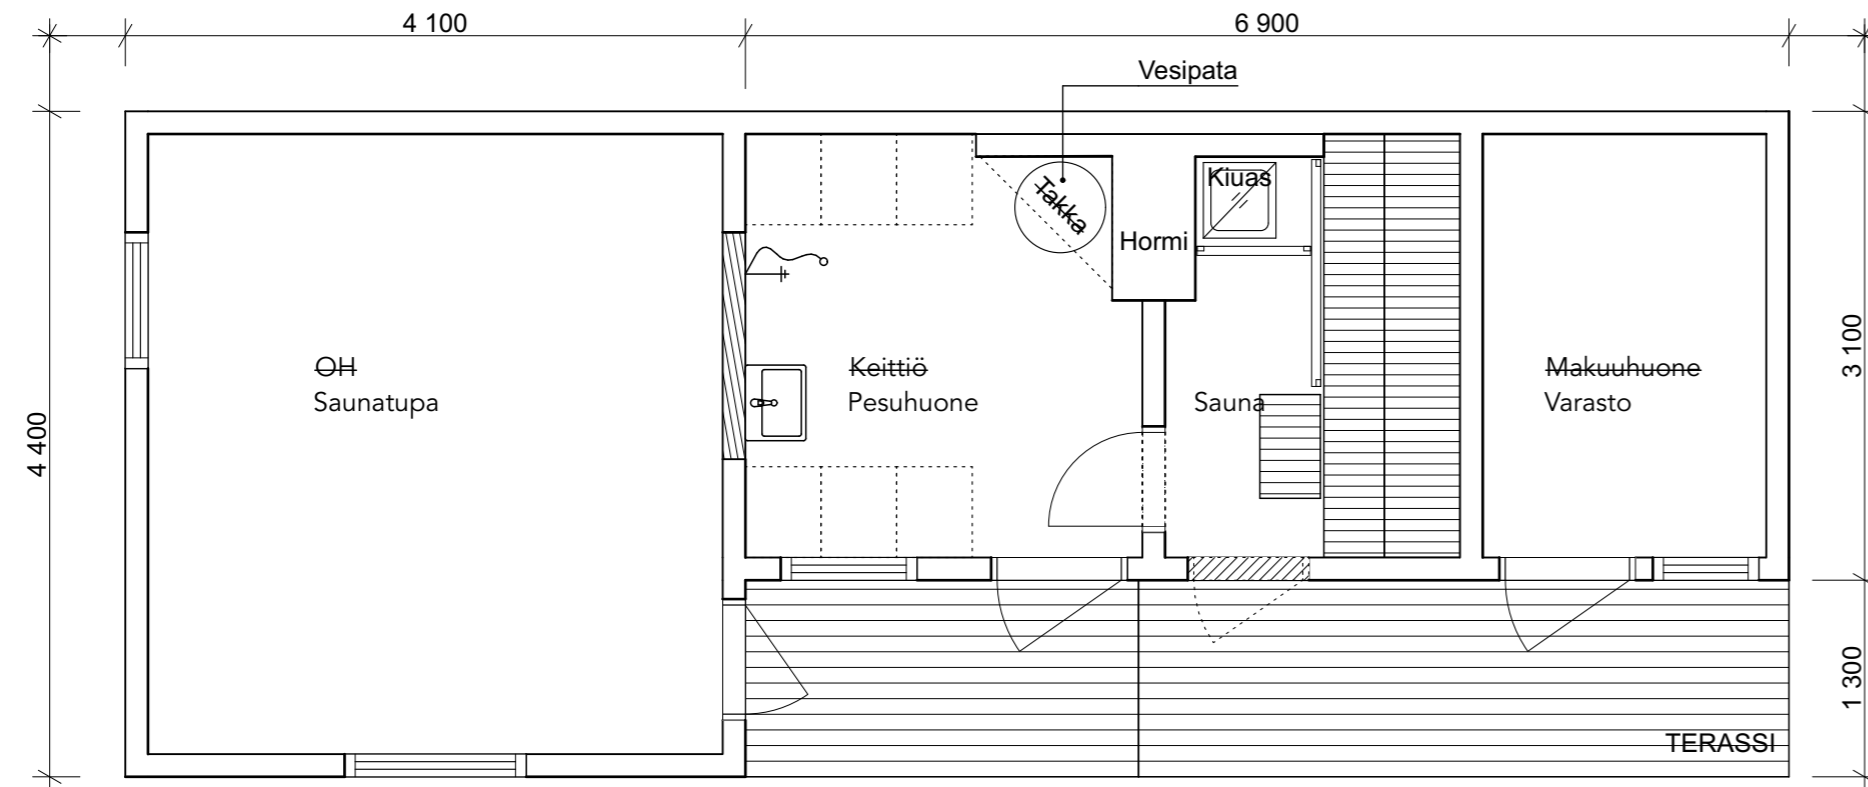 4 100
6 900
Vesipata
Kiuas
Takka
Hormi
OH
Saunatupa
Keittiö
Pesuhuone
Sauna
Makuuhuone
Varasto
4 400
3 100
1 300
TERASSI